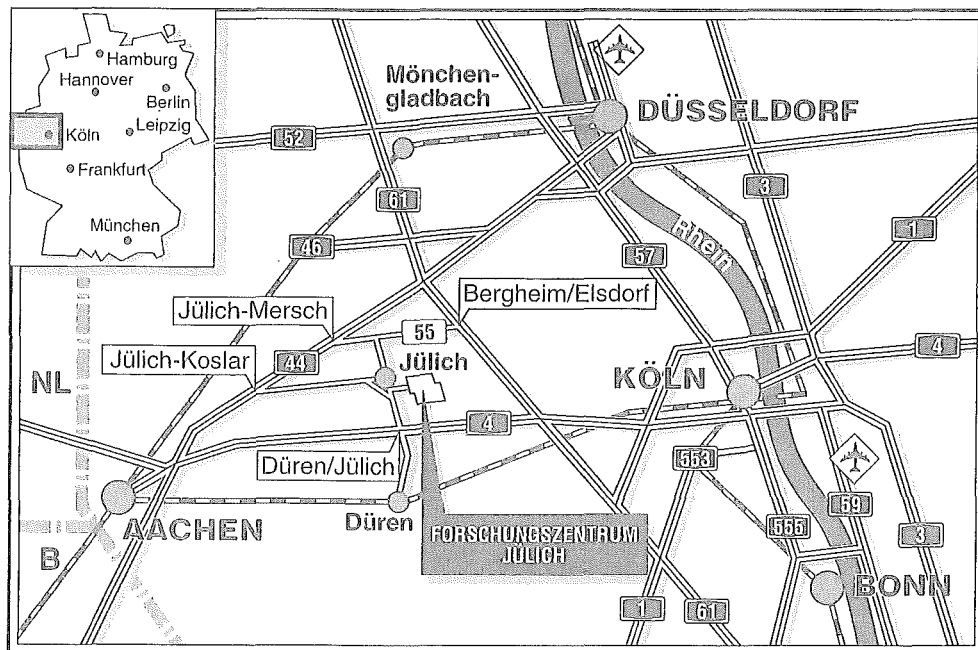 Hamburg
Hannover
Berlin
Leipzig
Köln
Frankfurt
München
Mönchen-
gladbach
DÜSSELDORF
52
61
3
1
46
57
Rhein
Bergheim/Elsdorf
Jülich-Mersch
55
Jülich-Koslar
44
Jülich
4
NL
KÖLN
4
Düren/Jülich
553
AACHEN
Düren
B
FORSCHUNGSZENTRUM
JÜLICH
555
59
3
BONN
1
61